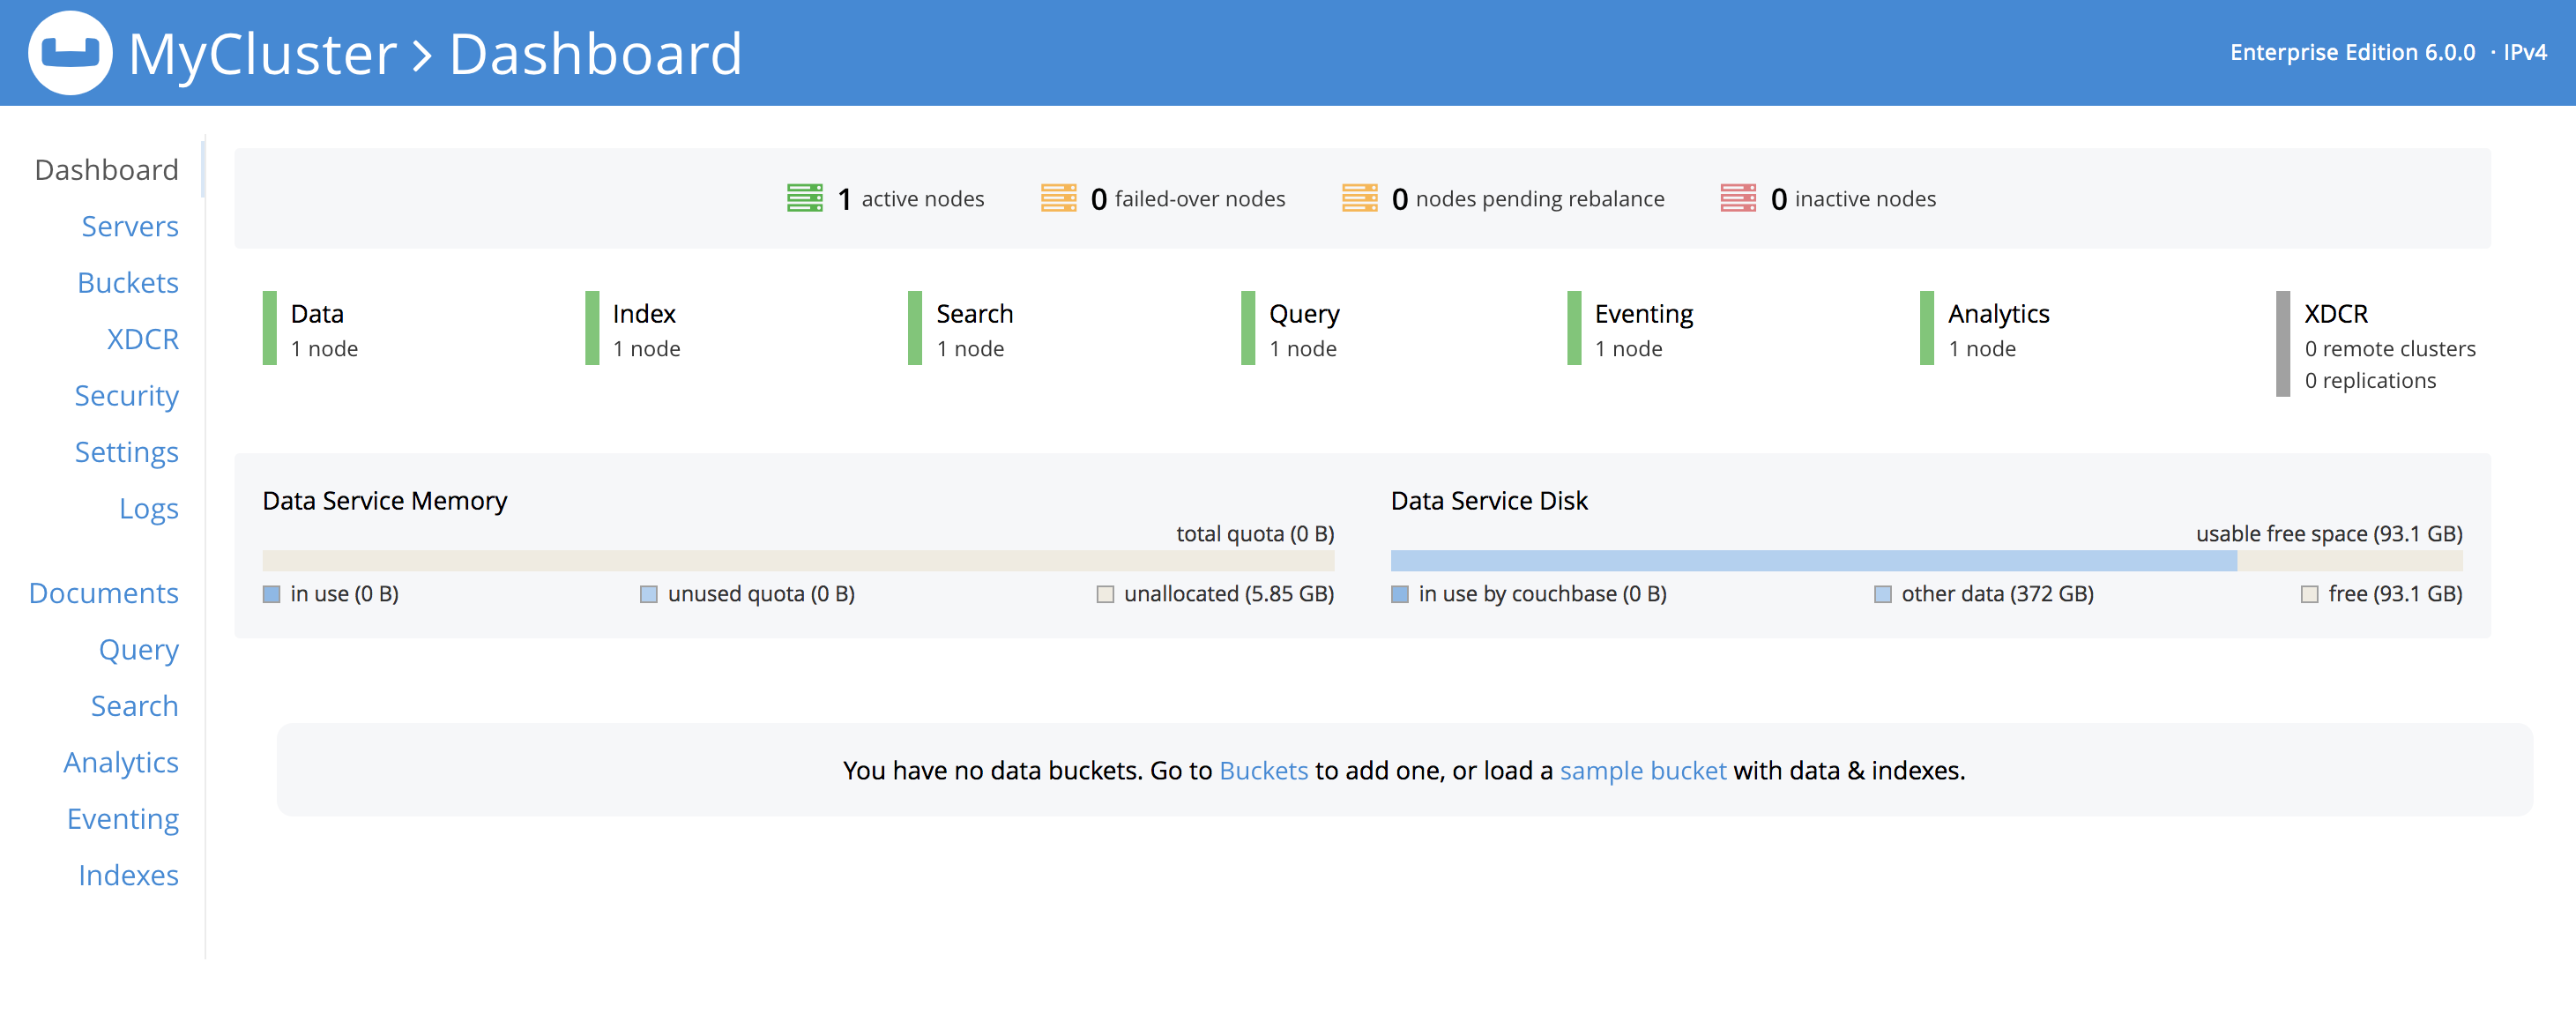 MyCluster > Dashboard
Enterprise Edition 6.0.0 · IPv4
Dashboard
Servers
Buckets
XDCR
Security
Settings
Logs
Documents
Query
Search
Analytics
Eventing
Indexes
1 active nodes
0 failed-over nodes
0 nodes pending rebalance
0 inactive nodes
Data
1 node
Index
1 node
Search
1 node
Query
1 node
Eventing
1 node
Analytics
1 node
XDCR
0 remote clusters
0 replications
Data Service Memory
total quota (0 B)
in use (0 B)
unused quota (0 B)
unallocated (5.85 GB)
Data Service Disk
usable free space (93.1 GB)
in use by couchbase (0 B)
other data (372 GB)
free (93.1 GB)
You have no data buckets. Go to Buckets to add one, or load a sample bucket with data & indexes.